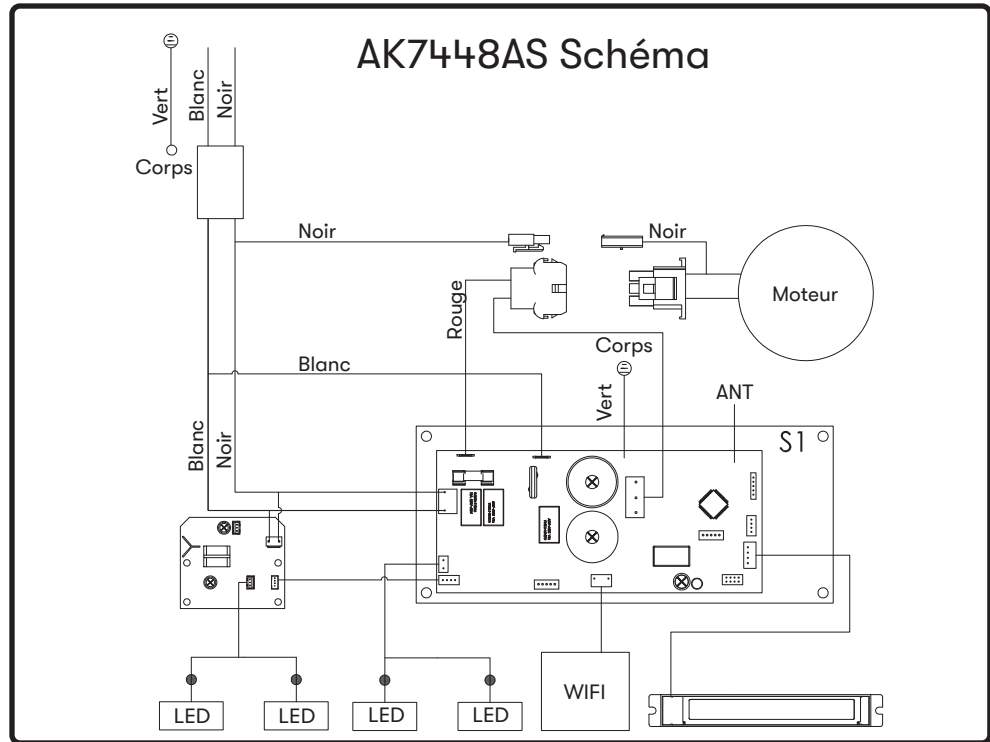 AK7448AS Schéma
Vert
Blanc
Noir
Corps
Noir
Noir
Moteur
Rouge
Corps
Blanc
Vert
ANT
Blanc
Noir
S1
WIFI
LED
LED
LED
LED